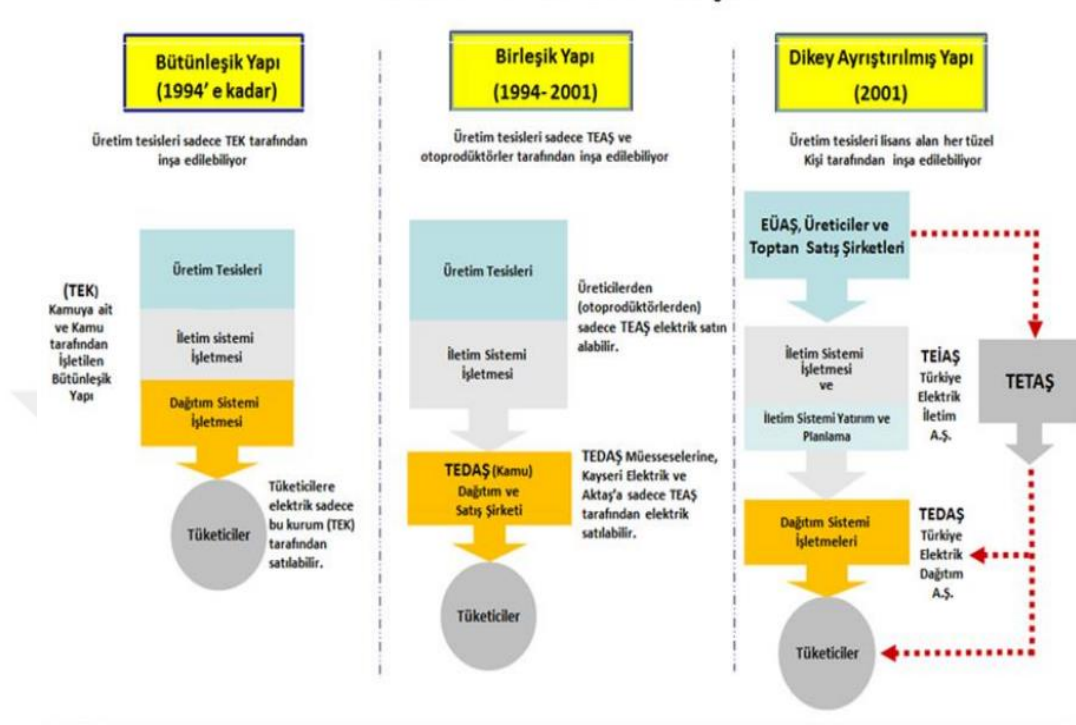 Bütünleşik Yapı
(1994' e kadar)
Üretim tesisleri sadece TEK tarafından
inşa edilebiliyor
(TEK)
Kamuya ait
ve Kamu
tarafından
İşletilen
Bütünleşik
Yapı
Üretim Tesisleri
İletim sistemi
İşletmesi
Dağıtım Sistemi
İşletmesi
Tüketiciler
Tüketicilere
elektrik sadece
bu kurum (TEK)
tarafından
satılabilir.
Birleşik Yapı
(1994- 2001)
Üretim tesisleri sadece TEAŞ ve
otoprodüktörler tarafından inşa edilebiliyor
Üretim Tesisleri
İletim Sistemi
İşletmesi
Üreticilerden
(otoprodüktörlerden)
sadece TEAŞ elektrik satın
alabilir.
TEDAŞ (Kamu)
Dağıtım ve
Satış Şirketi
TEDAŞ Müesseselerine,
Kayseri Elektrik ve
Aktaş'a sadece TEAŞ
tarafından elektrik
satılabilir.
Tüketiciler
Dikey Ayrıştırılmış Yapı
(2001)
Üretim tesisleri lisans alan her tüzel
Kişi tarafından inşa edilebiliyor
EÜAŞ, Üreticiler ve
Toptan Satış Şirketleri
İletim Sistemi
İşletmesi
ve
İletim Sistemi Yatırım ve
Planlama
TEİAŞ
Türkiye
Elektrik
İletim
A.Ş.
TETAŞ
Dağıtım Sistemi
İşletmeleri
TEDAŞ
Türkiye
Elektrik
Dağıtım
A.Ş.
Tüketiciler